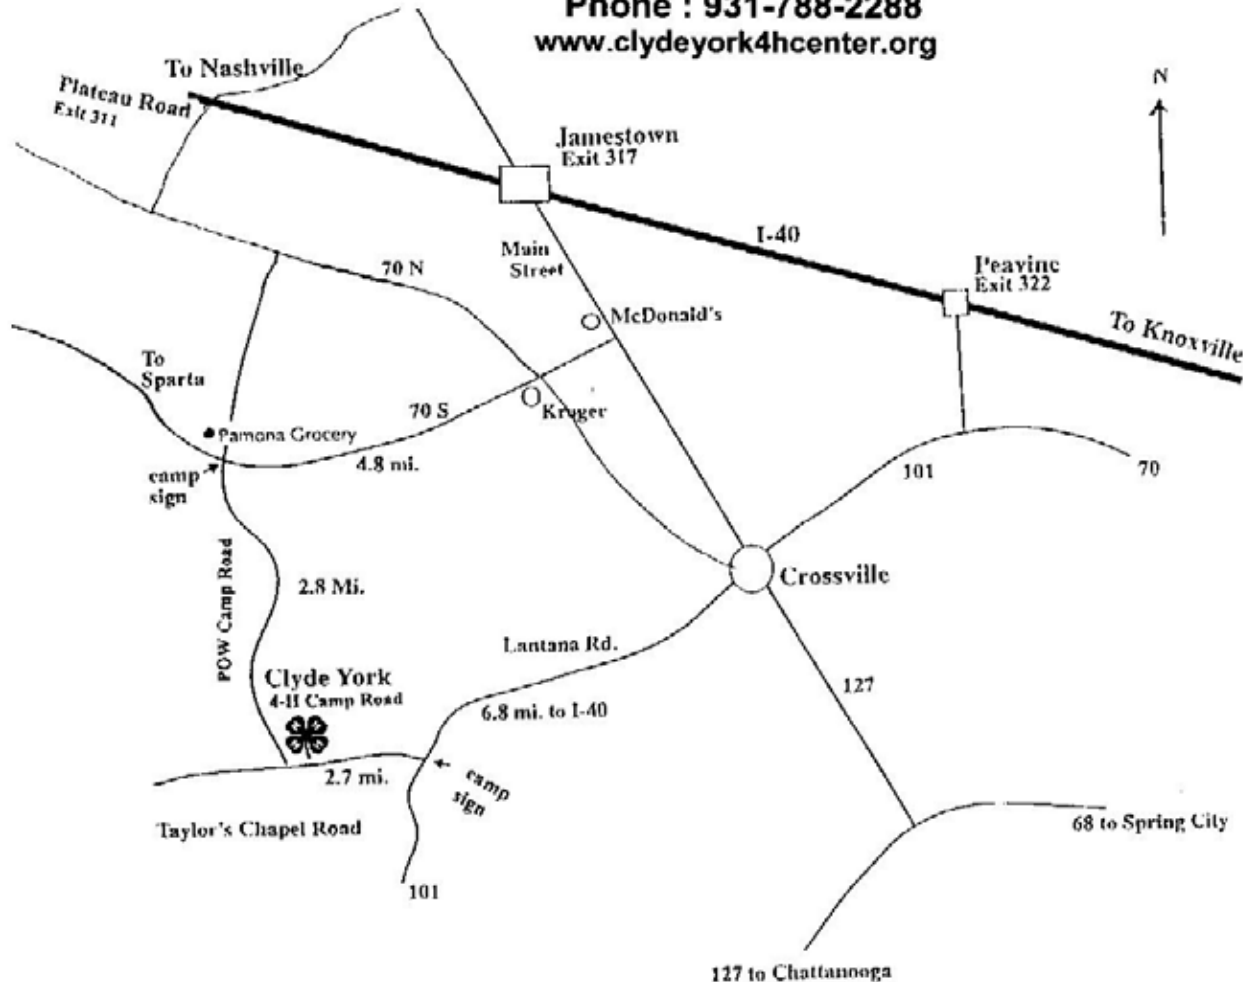 Phone : 931-788-2288
www.clydeyork4hcenter.org
N
To Nashville
Plateau Road
Exit 311
Jamestown
Exit 317
I-40
Main
Street
Peavine
Exit 322
To Knoxville
70 N
McDonald's
To
Sparta
70 S
Kroger
Pamona Grocery
4.8 mi.
camp
sign
101
70
POW Camp Road
2.8 Mi.
Crossville
Lantana Rd.
Clyde York
4-H Camp Road
127
6.8 mi. to I-40
2.7 mi.
camp
sign
Taylor's Chapel Road
68 to Spring City
101
127 to Chattanooga